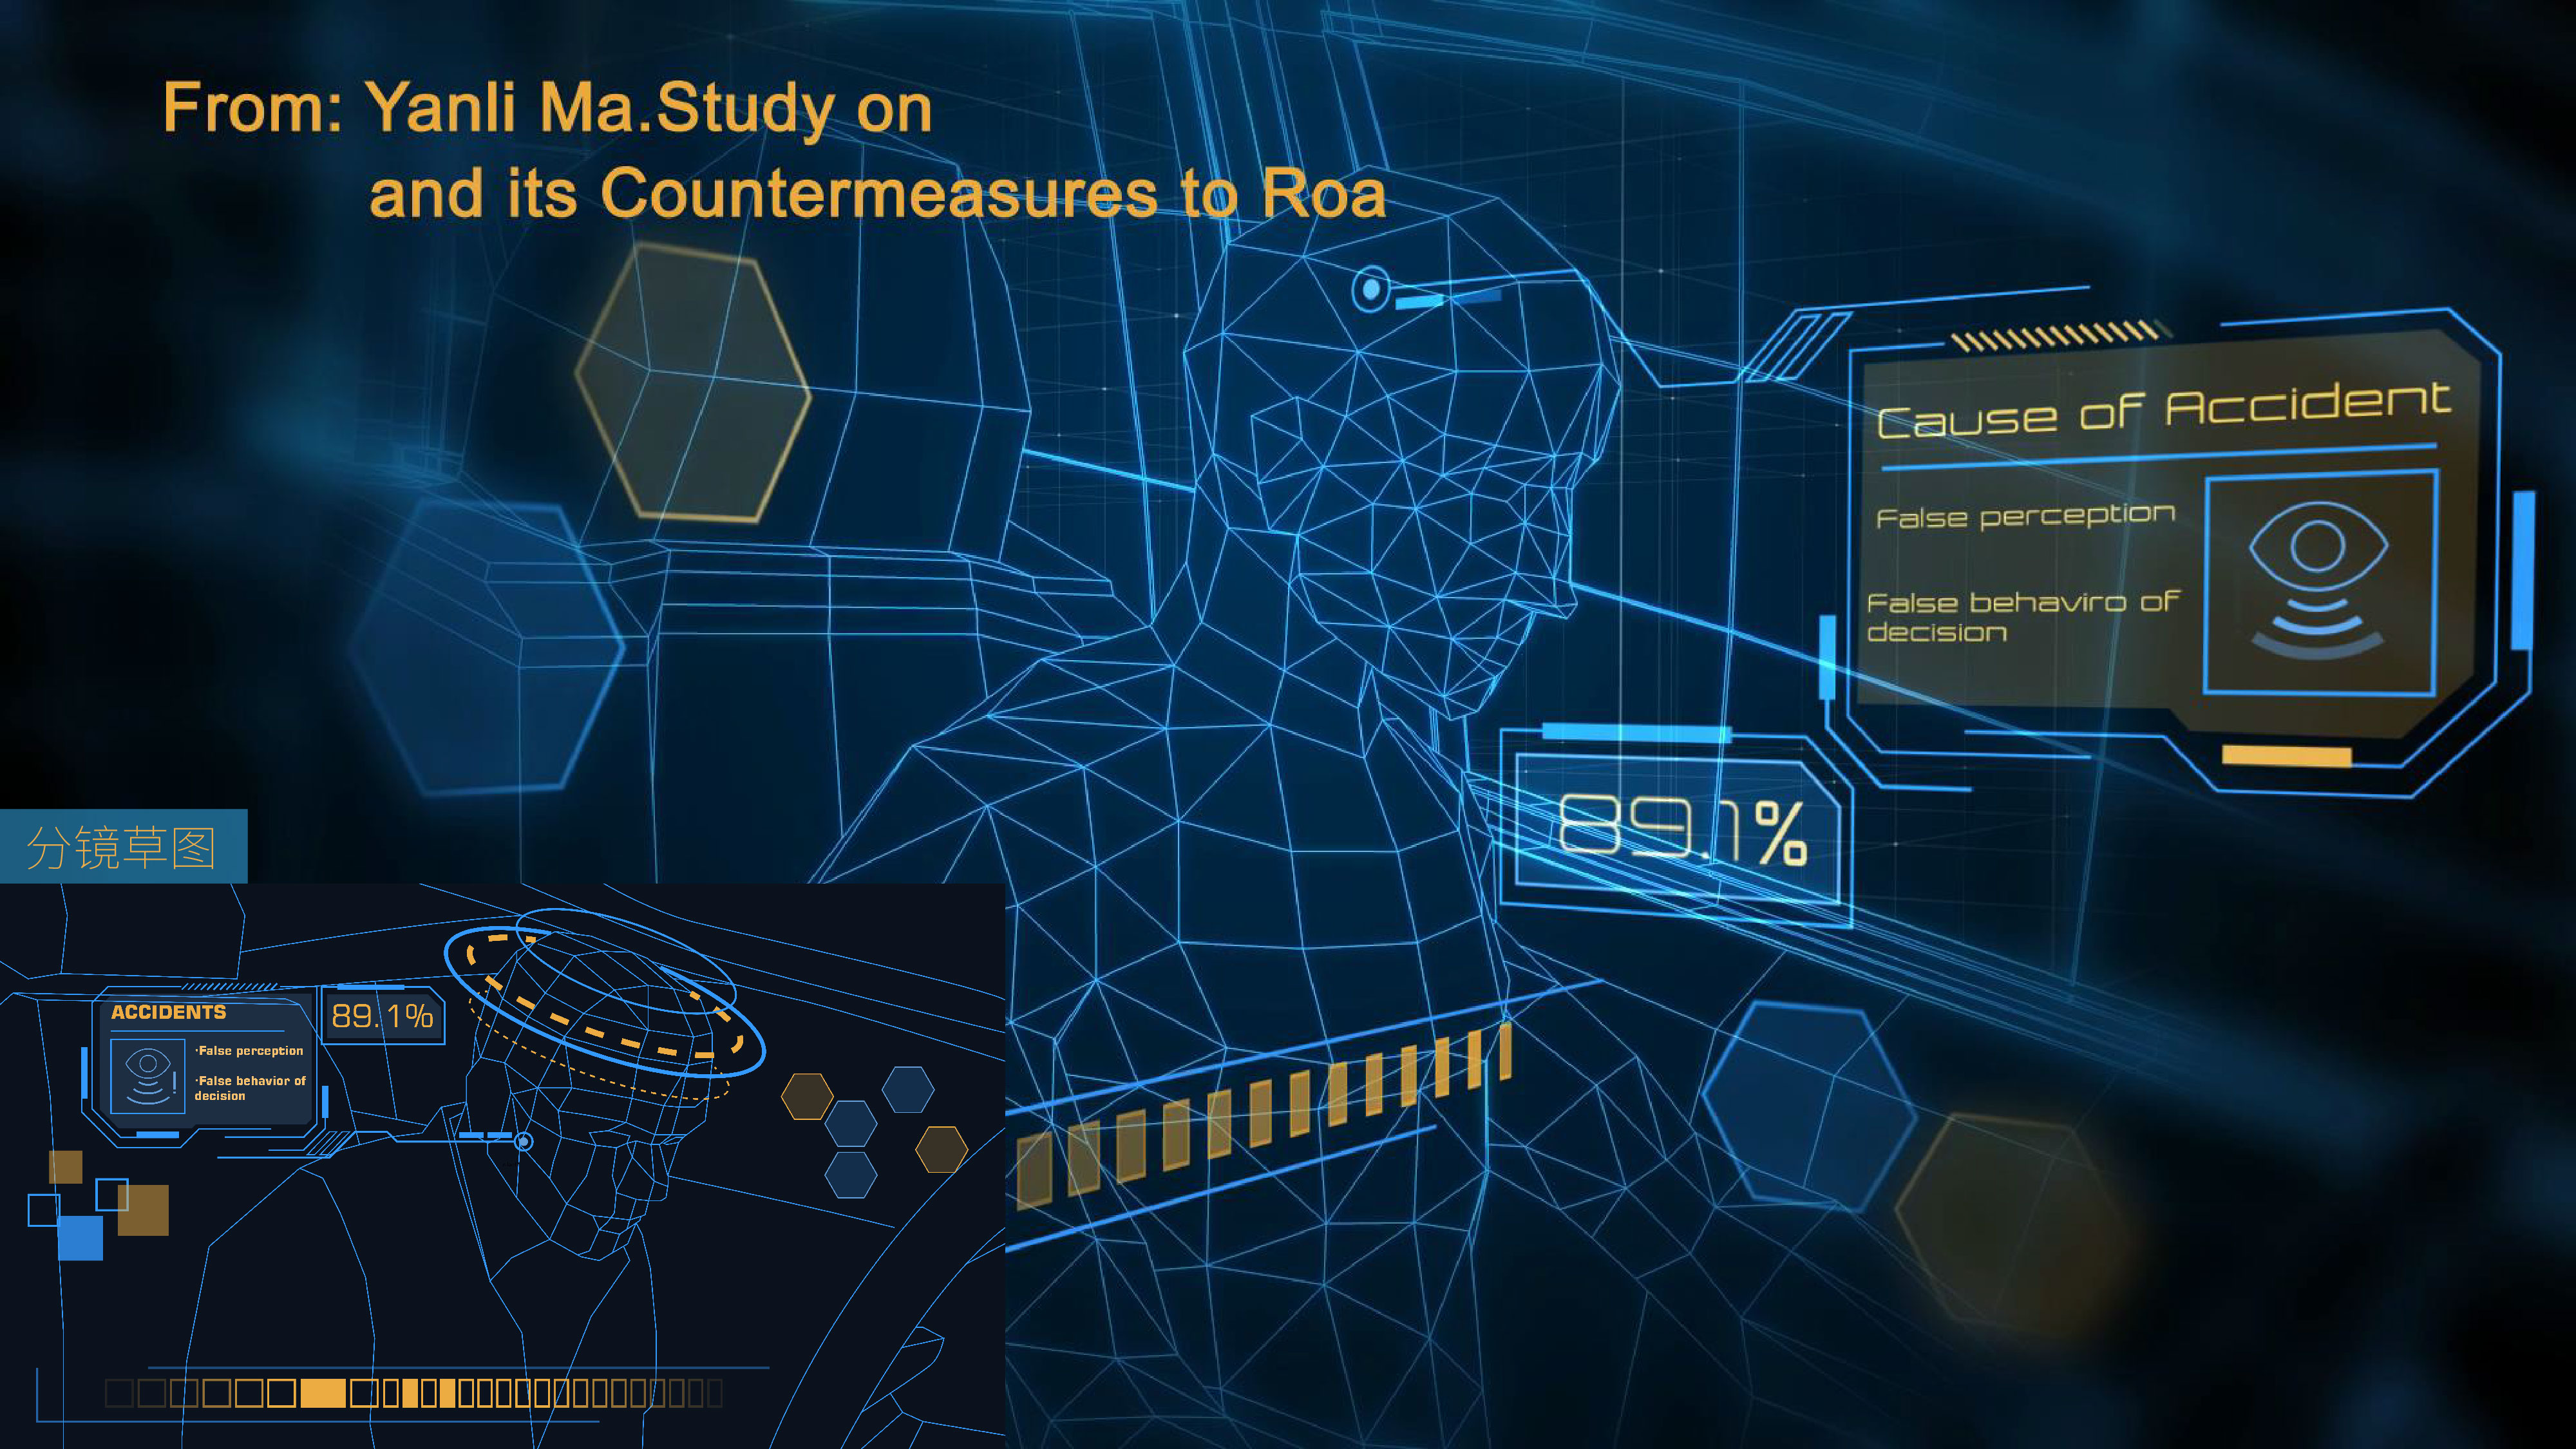 From: Yanli Ma.Study on
and its Countermeasures to Roa
Cause of Accident
False perception
False behaviro of
decision
89.1%
分镜草图
ACCIDENTS
89.1%
·False perception
·False behavior of
decision